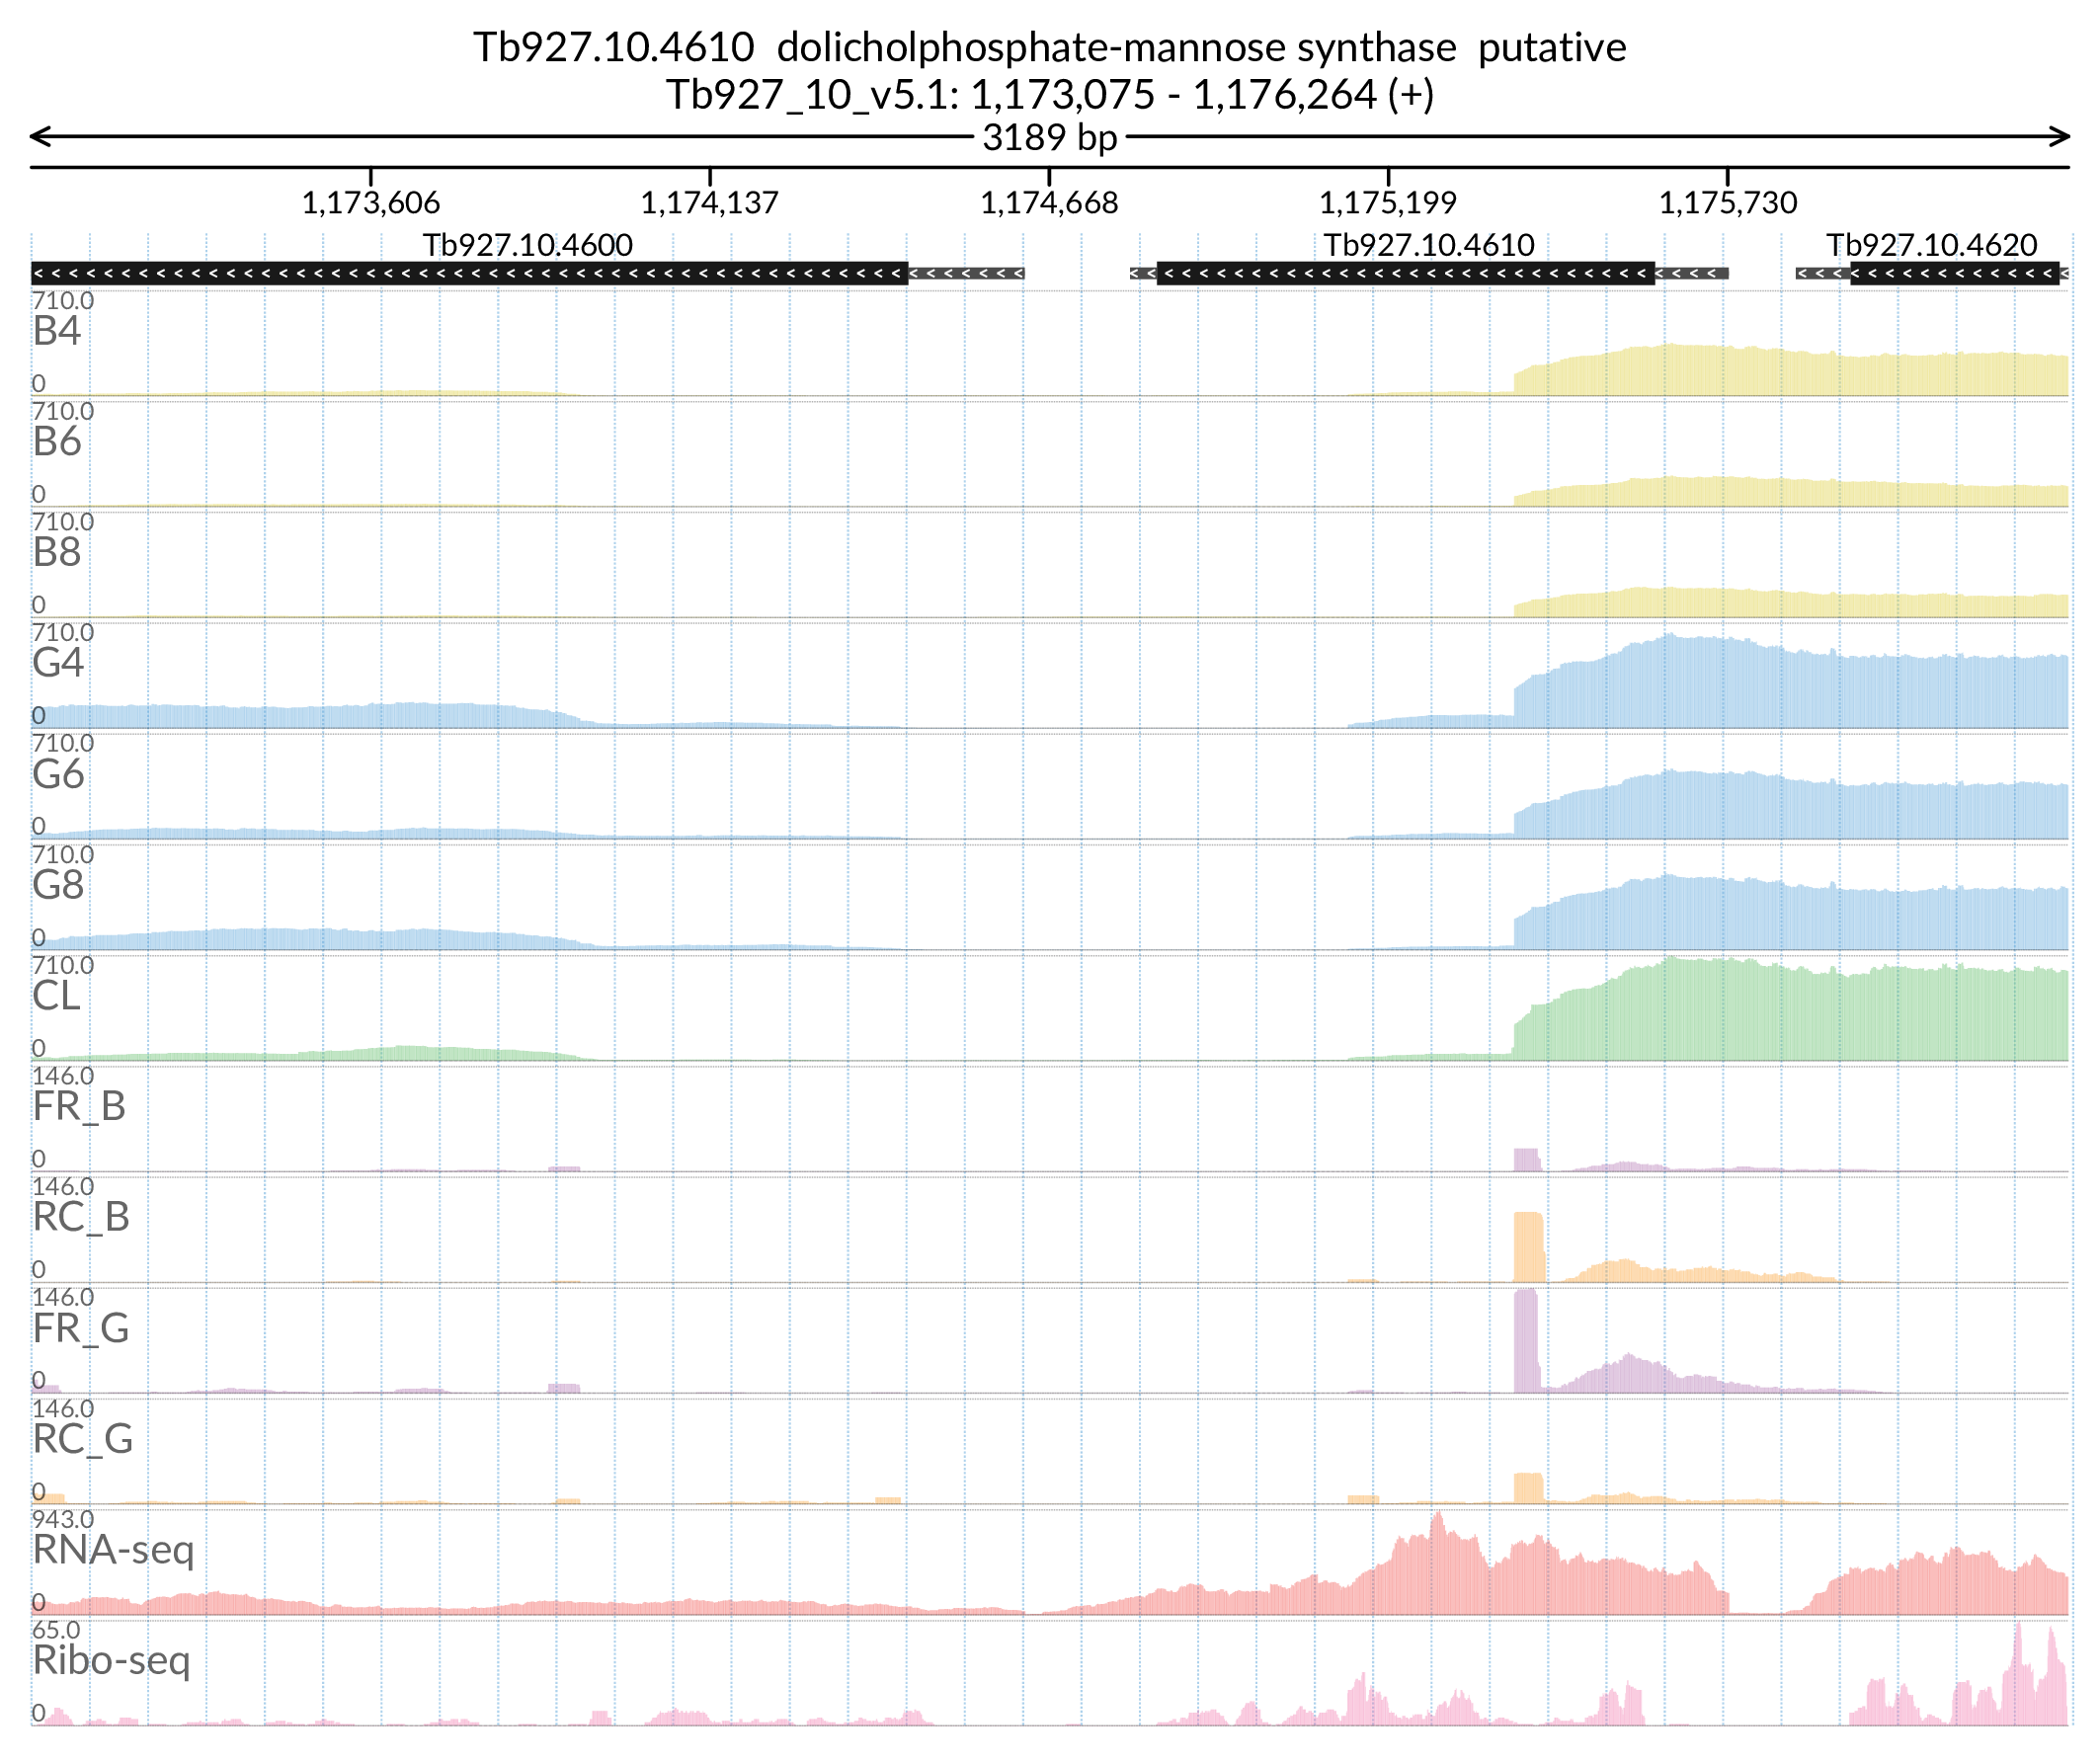 Tb927.10.4610 dolicholphosphate-mannose synthase putative
Tb927_10_v5.1: 1,173,075 - 1,176,264 (+)
3189 bp
1,173,606 1,174,137 1,174,668 1,175,199 1,175,730
Tb927.10.4600 Tb927.10.4610 Tb927.10.4620
710.0
B4
0
710.0
B6
0
710.0
B8
0
710.0
G4
0
710.0
G6
0
710.0
G8
0
710.0
CL
0
146.0
FR_B
0
146.0
RC_B
0
146.0
FR_G
0
146.0
RC_G
0
943.0
RNA-seq
0
65.0
Ribo-seq
0